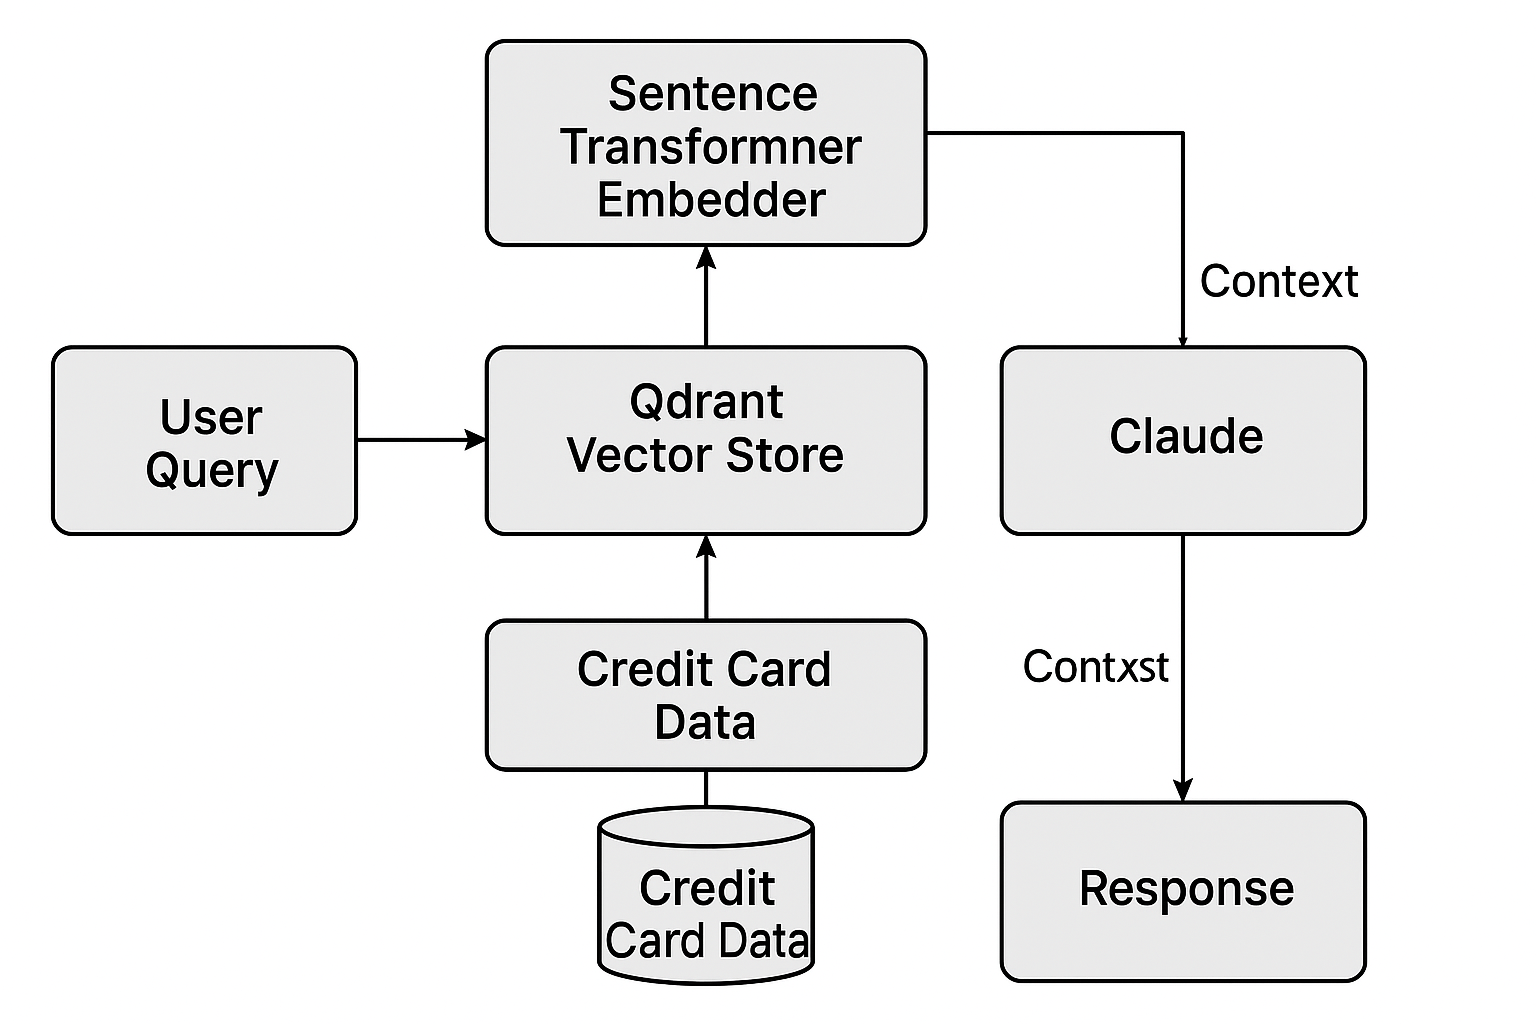 Sentence
Transformner
Embedder
Context
User
Query
Qdrant
Vector Store
Claude
Credit Card
Data
Contxst
Credit
Card Data
Response